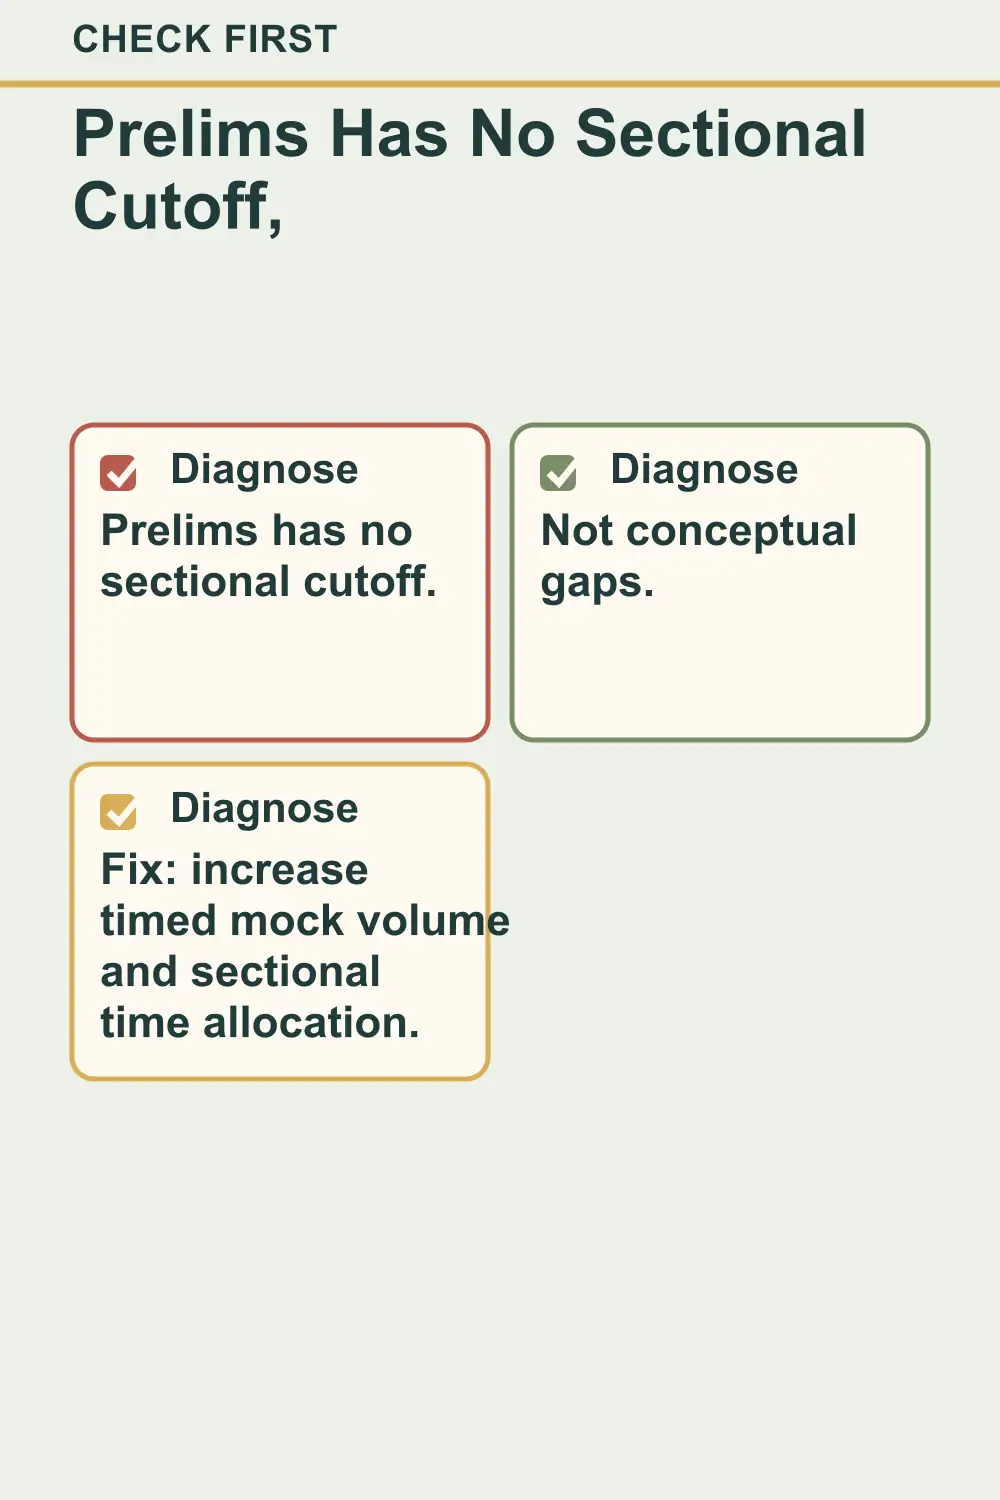 CHECK FIRST
Prelims Has No Sectional
Cutoff,
Diagnose
Prelims has no
sectional cutoff.
Diagnose
Not conceptual
gaps.
Diagnose
Fix: increase
timed mock volume
and sectional
time allocation.